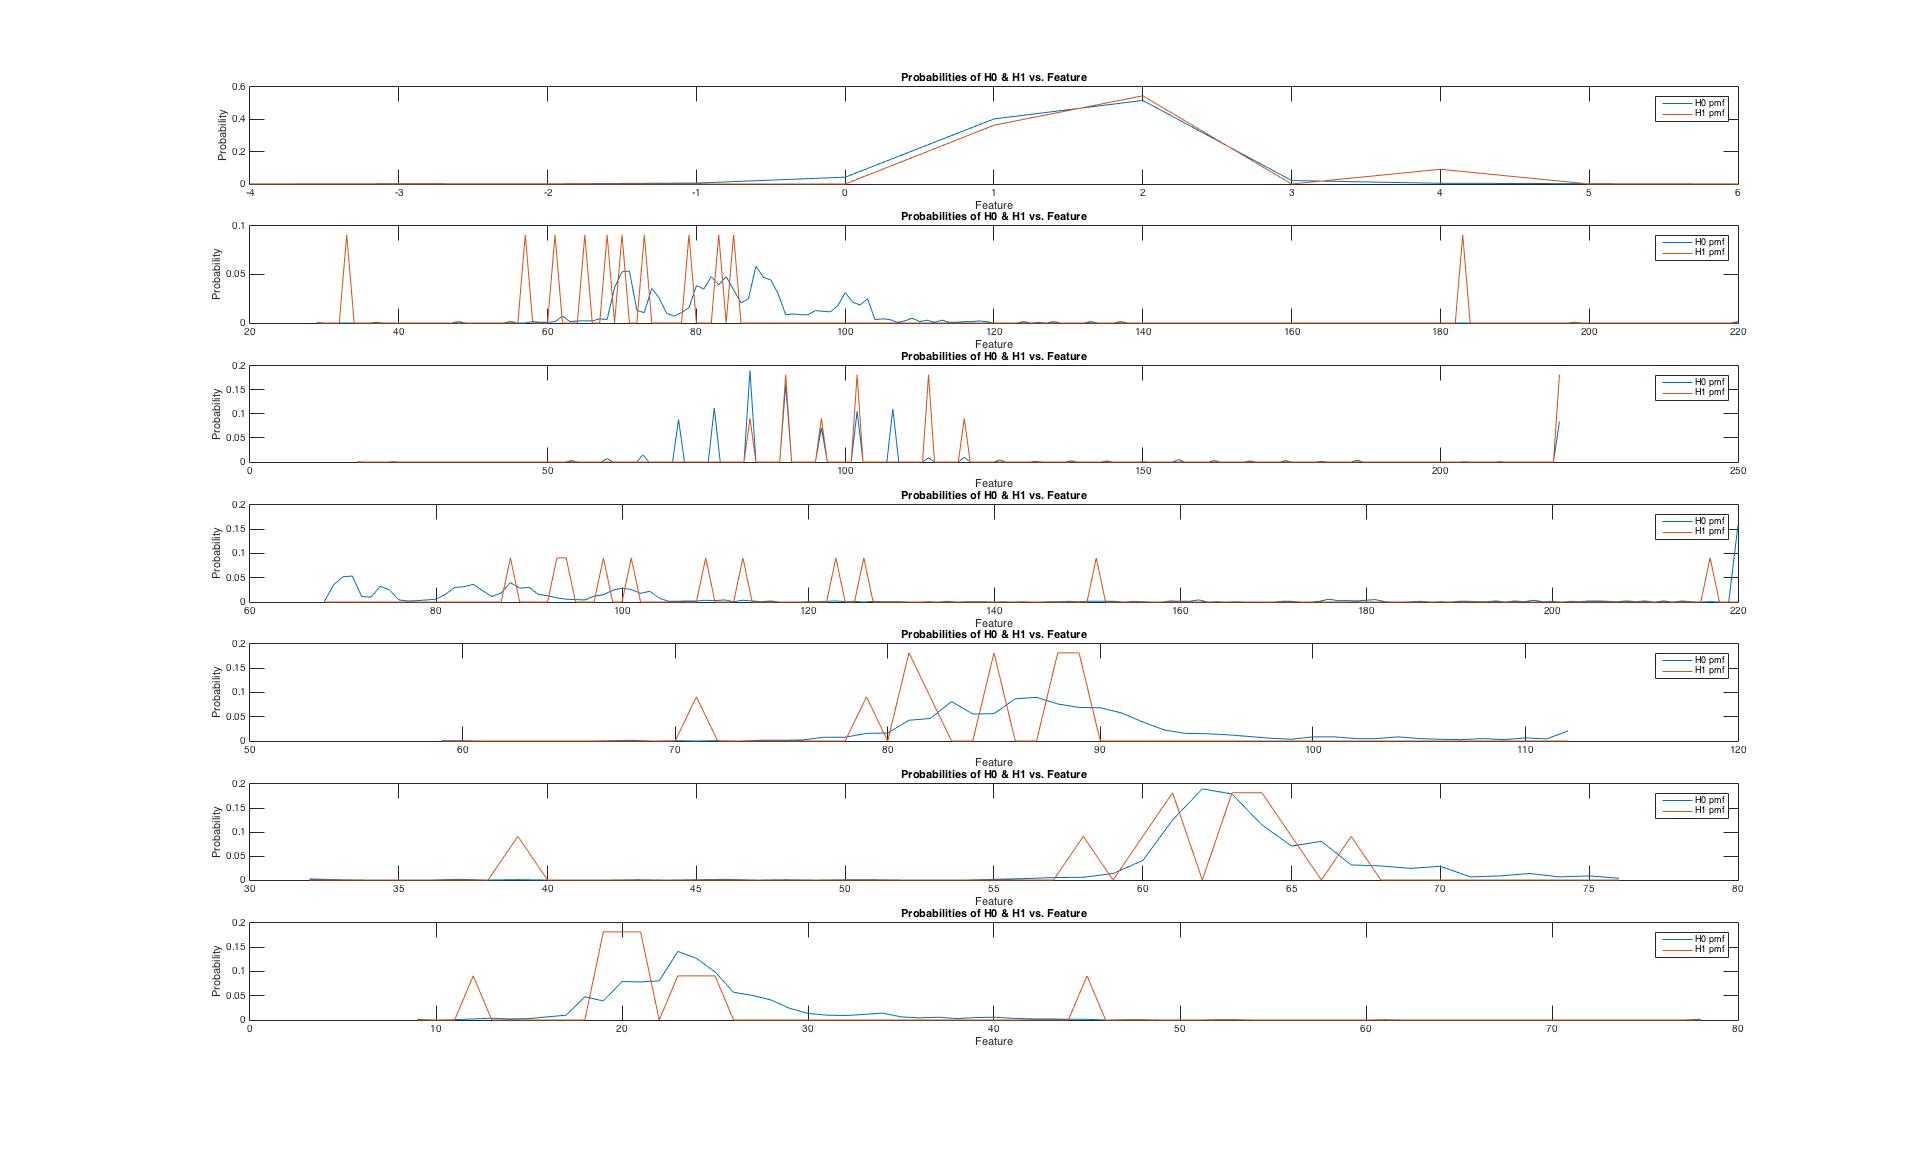 Probabilities of H0 & H1 vs. Feature
0.6
0.4
0.2
0
Probability
H0 pmf
H1 pmf
-4 -3 -2 -1 0 1 2 3 4 5 6
Feature
Probabilities of H0 & H1 vs. Feature
0.1
0.05
0
Probability
H0 pmf
H1 pmf
20 40 60 80 100 120 140 160 180 200 220
Feature
Probabilities of H0 & H1 vs. Feature
0.2
0.15
0.1
0.05
0
Probability
H0 pmf
H1 pmf
0 50 100 150 200 250
Feature
Probabilities of H0 & H1 vs. Feature
0.2
0.15
0.1
0.05
0
Probability
H0 pmf
H1 pmf
60 80 100 120 140 160 180 200 220
Feature
Probabilities of H0 & H1 vs. Feature
0.2
0.15
0.1
0.05
0
Probability
H0 pmf
H1 pmf
50 60 70 80 90 100 110 120
Feature
Probabilities of H0 & H1 vs. Feature
0.2
0.15
0.1
0.05
0
Probability
H0 pmf
H1 pmf
30 35 40 45 50 55 60 65 70 75 80
Feature
Probabilities of H0 & H1 vs. Feature
0.2
0.15
0.1
0.05
0
Probability
H0 pmf
H1 pmf
0 10 20 30 40 50 60 70 80
Feature